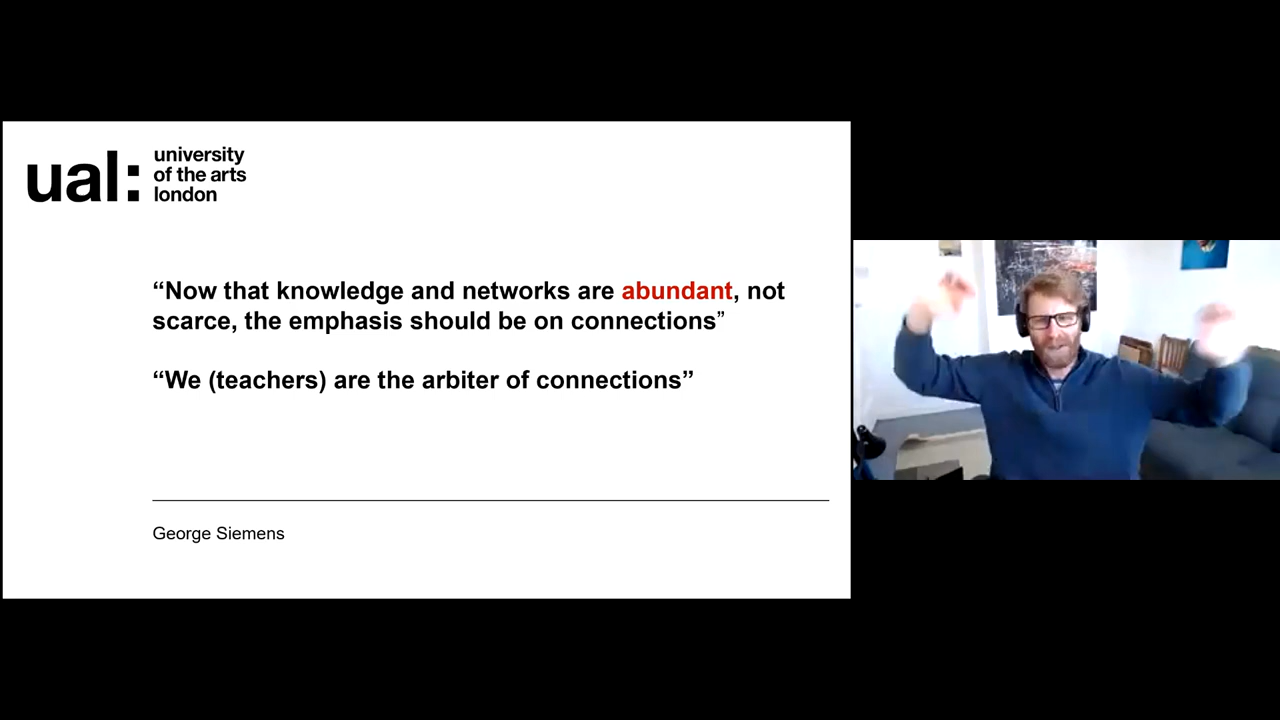 ual:
university
of the arts
london
“Now that knowledge and networks are abundant, not
scarce, the emphasis should be on connections”
“We (teachers) are the arbiter of connections”
George Siemens